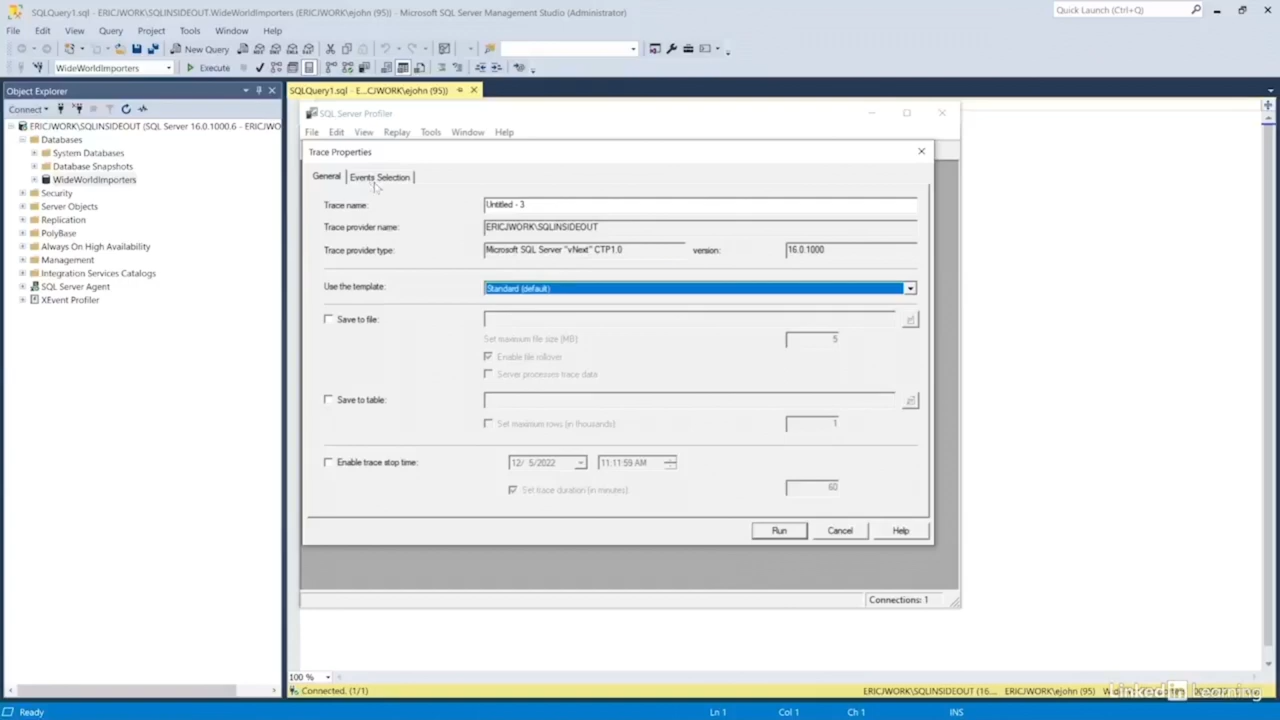 SQLQuery1.sql - ERICJWORK\SQLINSIDEOUT.WideWorldImporters (ERICJWORK\ejohn (95)) - Microsoft SQL Server Management Studio (Administrator)
Quick Launch (Ctrl+Q)
File Edit View Query Project Tools Window Help
New Query
WideWorldImporters Execute
Object Explorer
SQLQuery1.sql - E...CJWORK\ejohn (95))
Connect
ERICJWORK\SQLINSIDEOUT (SQL Server 16.0.1000.6 - ERICJWO
Databases
System Databases
Database Snapshots
WideWorldImporters
Security
Server Objects
Replication
PolyBase
Always On High Availability
Management
Integration Services Catalogs
SQL Server Agent
XEvent Profiler
SQL Server Profiler
File Edit View Replay Tools Window Help
Trace Properties
General Events Selection
Trace name: Untitled - 3
Trace provider name: ERICJWORK\SQLINSIDEOUT
Trace provider type: Microsoft SQL Server "vNext" CTP1.0 version: 16.0.1000
Use the template: Standard (default)
Save to file:
Set maximum file size (MB) 5
Enable file rollover
Server processes trace data
Save to table:
Set maximum rows (in thousands) 1
Enable trace stop time: 12/ 5/2022 11:11:59 AM
Set trace duration (in minutes) 60
Run Cancel Help
Connections: 1
100 %
Connected. (1/1) ERICJWORK\SQLINSIDEOUT (16.... ERICJWORK\ejohn (95)
LinkedIn Learning
Ready Ln 1 Col 1 Ch 1 INS